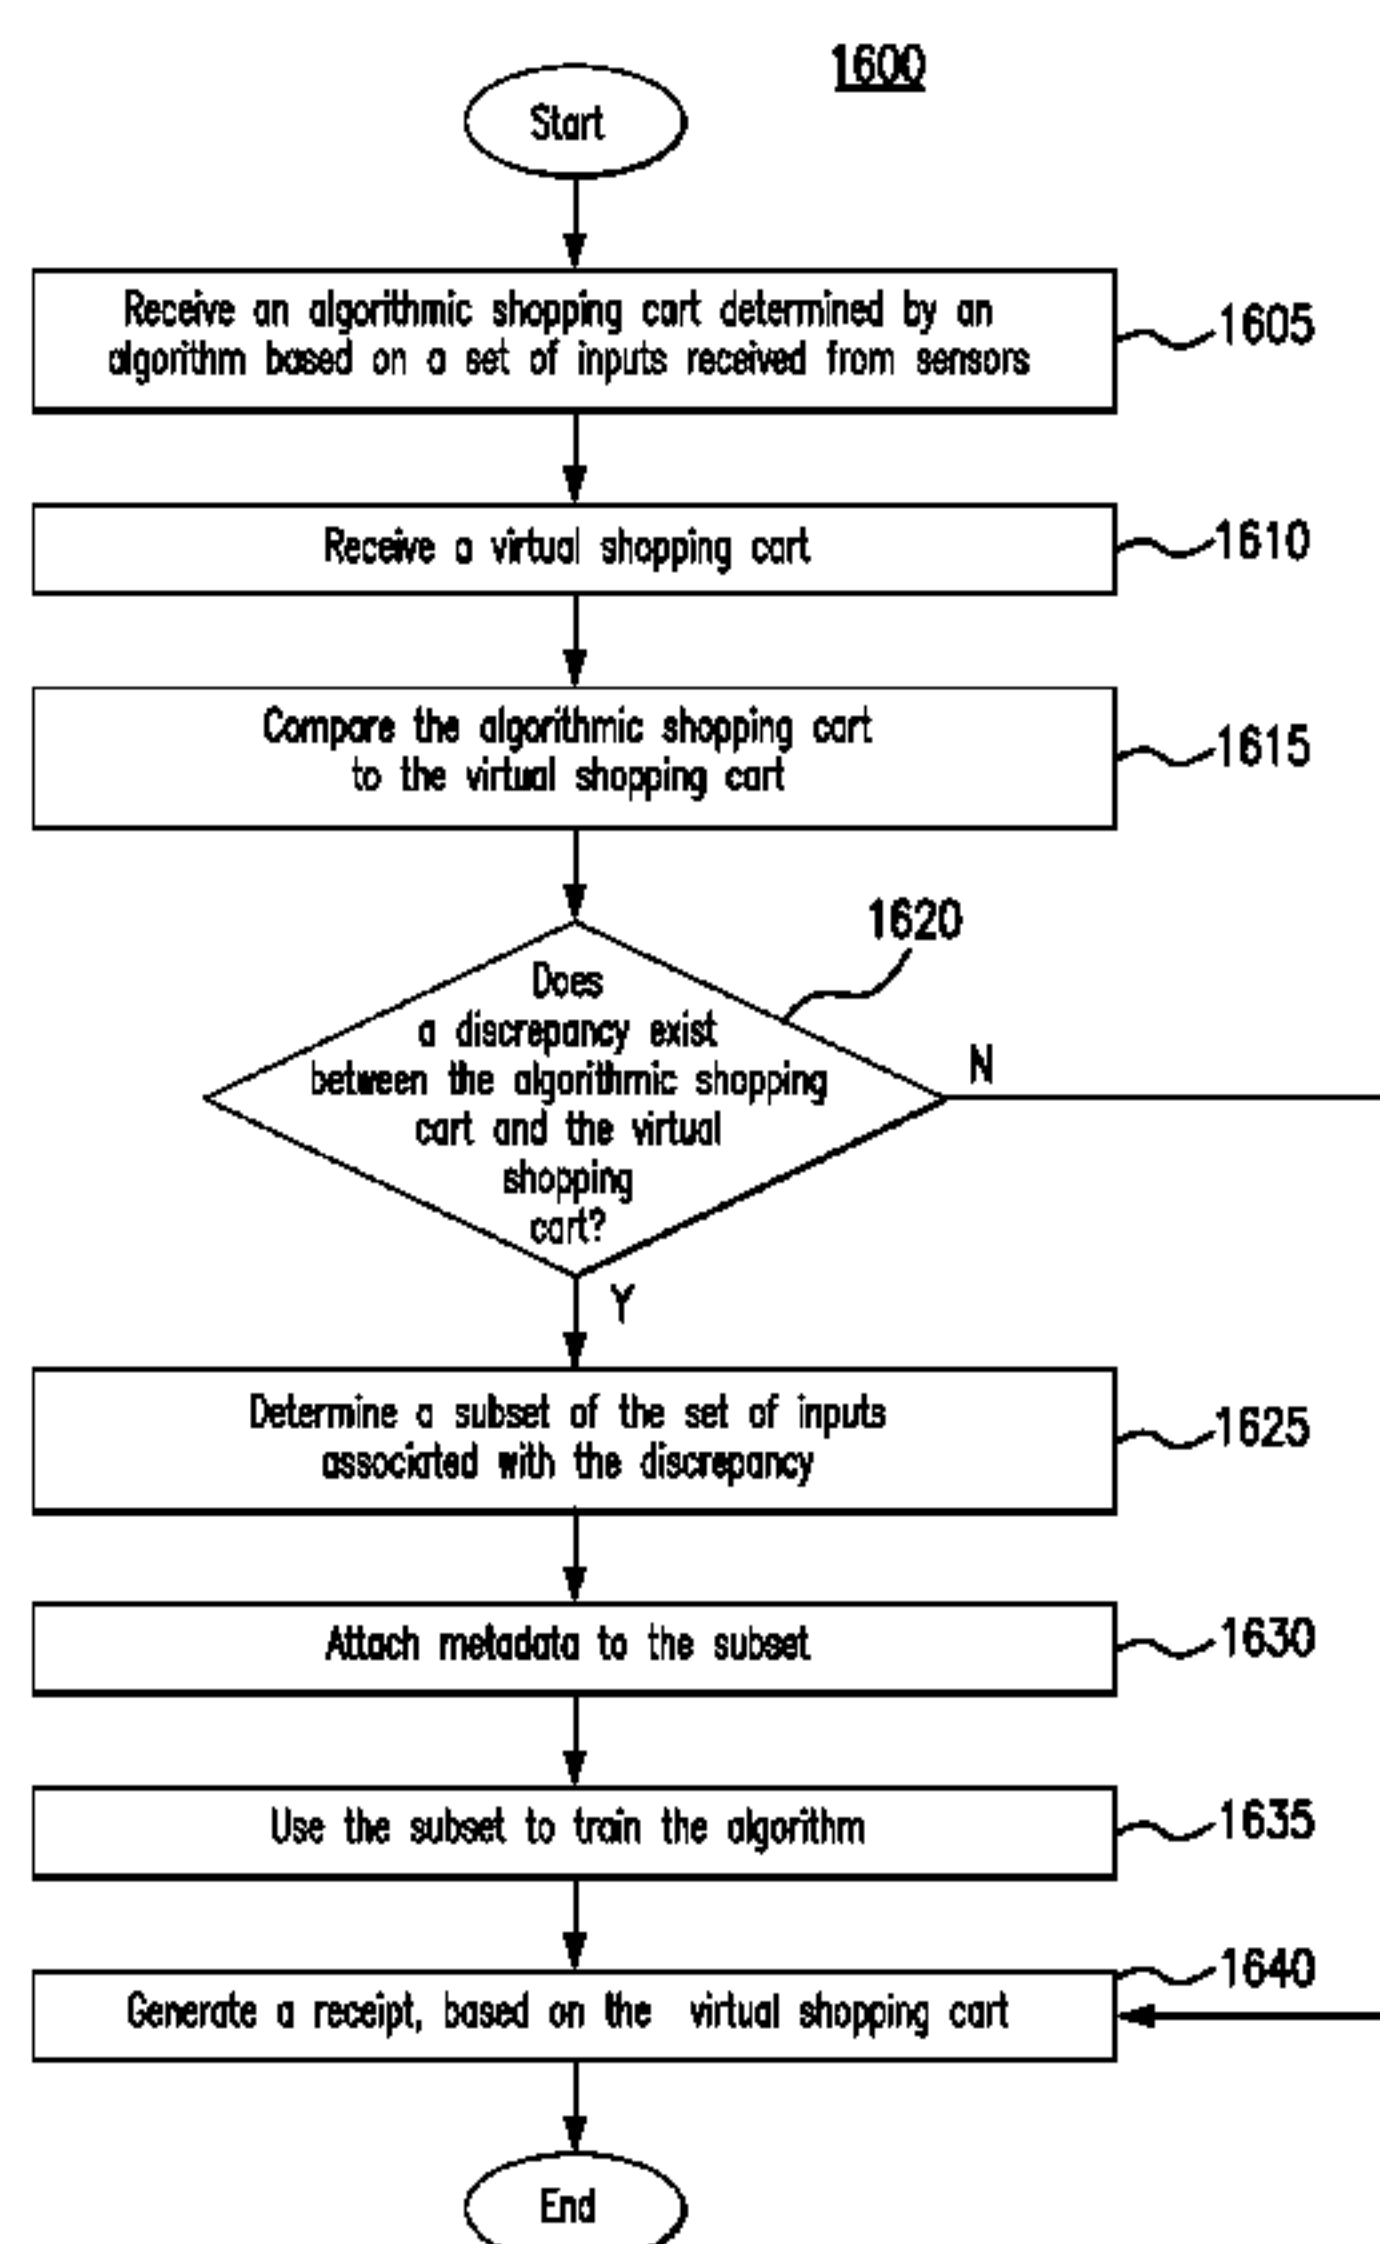 1600
Start
Receive an algorithmic shopping cart determined by an
algorithm based on a set of inputs received from sensors
1605
Receive a virtual shopping cart
1610
Compare the algorithmic shopping cart
to the virtual shopping cart
1615
1620
Does
a discrepancy exist
between the algorithmic shopping
cart and the virtual
shopping
cart?
N
Y
Determine a subset of the set of inputs
associated with the discrepancy
1625
Attach metadata to the subset
1630
Use the subset to train the algorithm
1635
Generate a receipt, based on the virtual shopping cart
1640
End